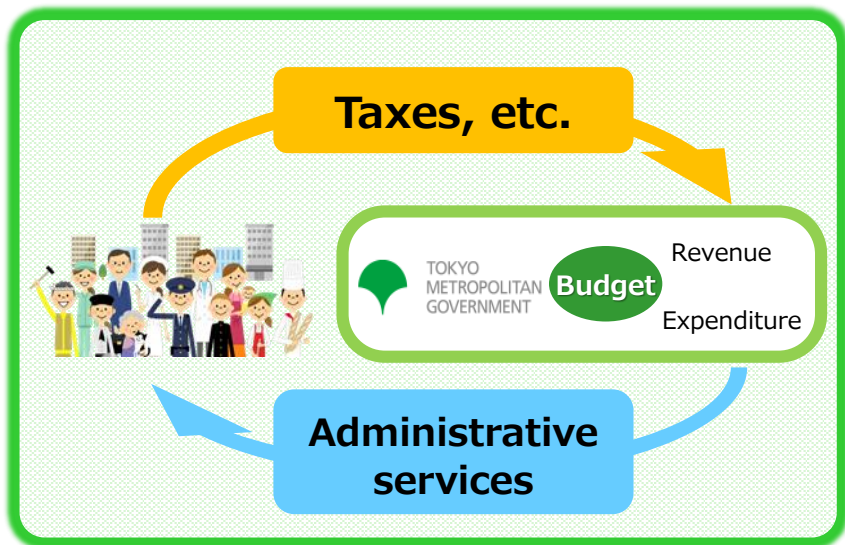 Taxes, etc.
TOKYO
METROPOLITAN
GOVERNMENT
Budget
Revenue
Expenditure
Administrative
services